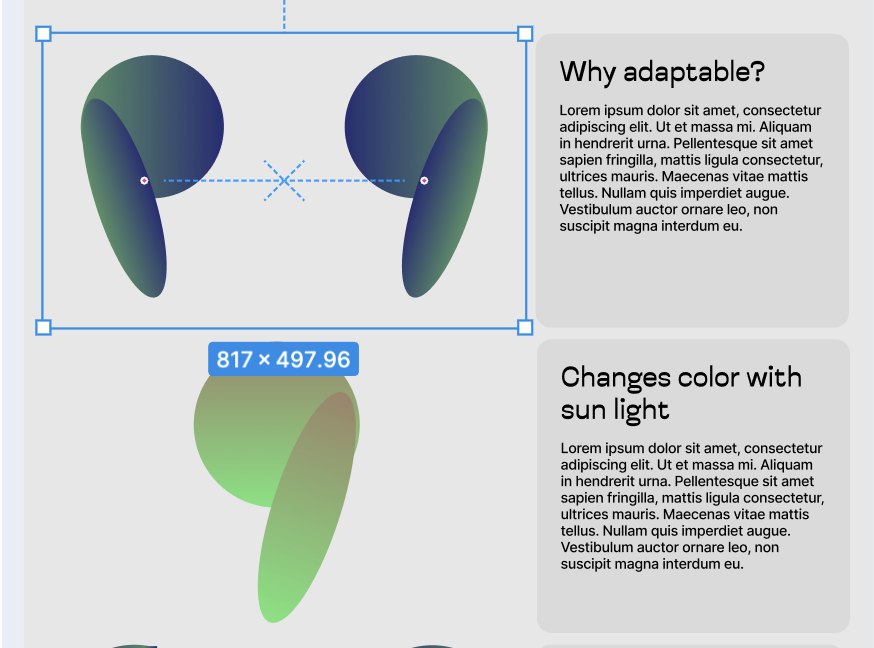 Why adaptable?
Lorem ipsum dolor sit amet, consectetur
adipiscing elit. Ut et massa mi. Aliquam
in hendrerit urna. Pellentesque sit amet
sapien fringilla, mattis ligula consectetur,
ultrices mauris. Maecenas vitae mattis
tellus. Nullam quis imperdiet augue.
Vestibulum auctor ornare leo, non
suscipit magna interdum eu.
817 × 497.96
Changes color with
sun light
Lorem ipsum dolor sit amet, consectetur
adipiscing elit. Ut et massa mi. Aliquam
in hendrerit urna. Pellentesque sit amet
sapien fringilla, mattis ligula consectetur,
ultrices mauris. Maecenas vitae mattis
tellus. Nullam quis imperdiet augue.
Vestibulum auctor ornare leo, non
suscipit magna interdum eu.